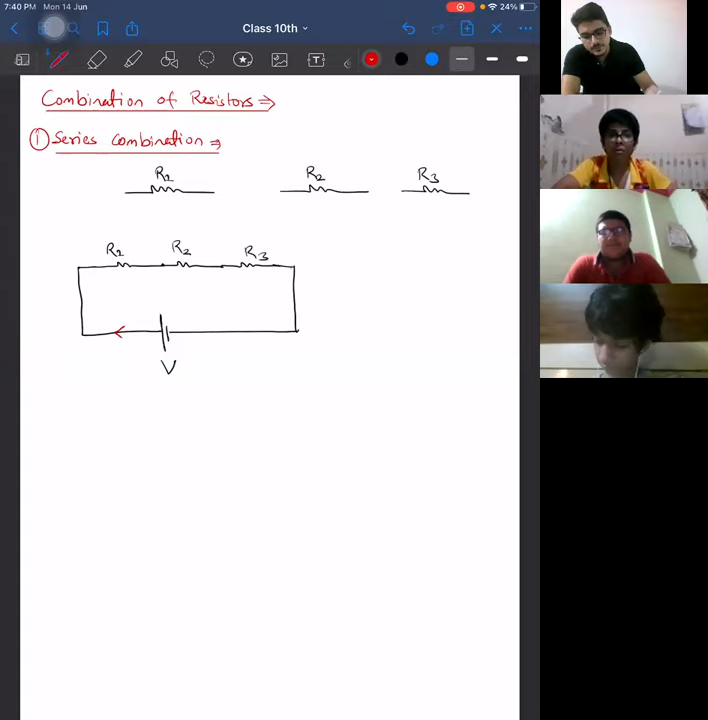 7:40 PM Mon 14 Jun
24%
Class 10th
T
Combination of Resistors ⇒
① Series combination ⇒
R1 R2 R3
R1 R2 R3
V